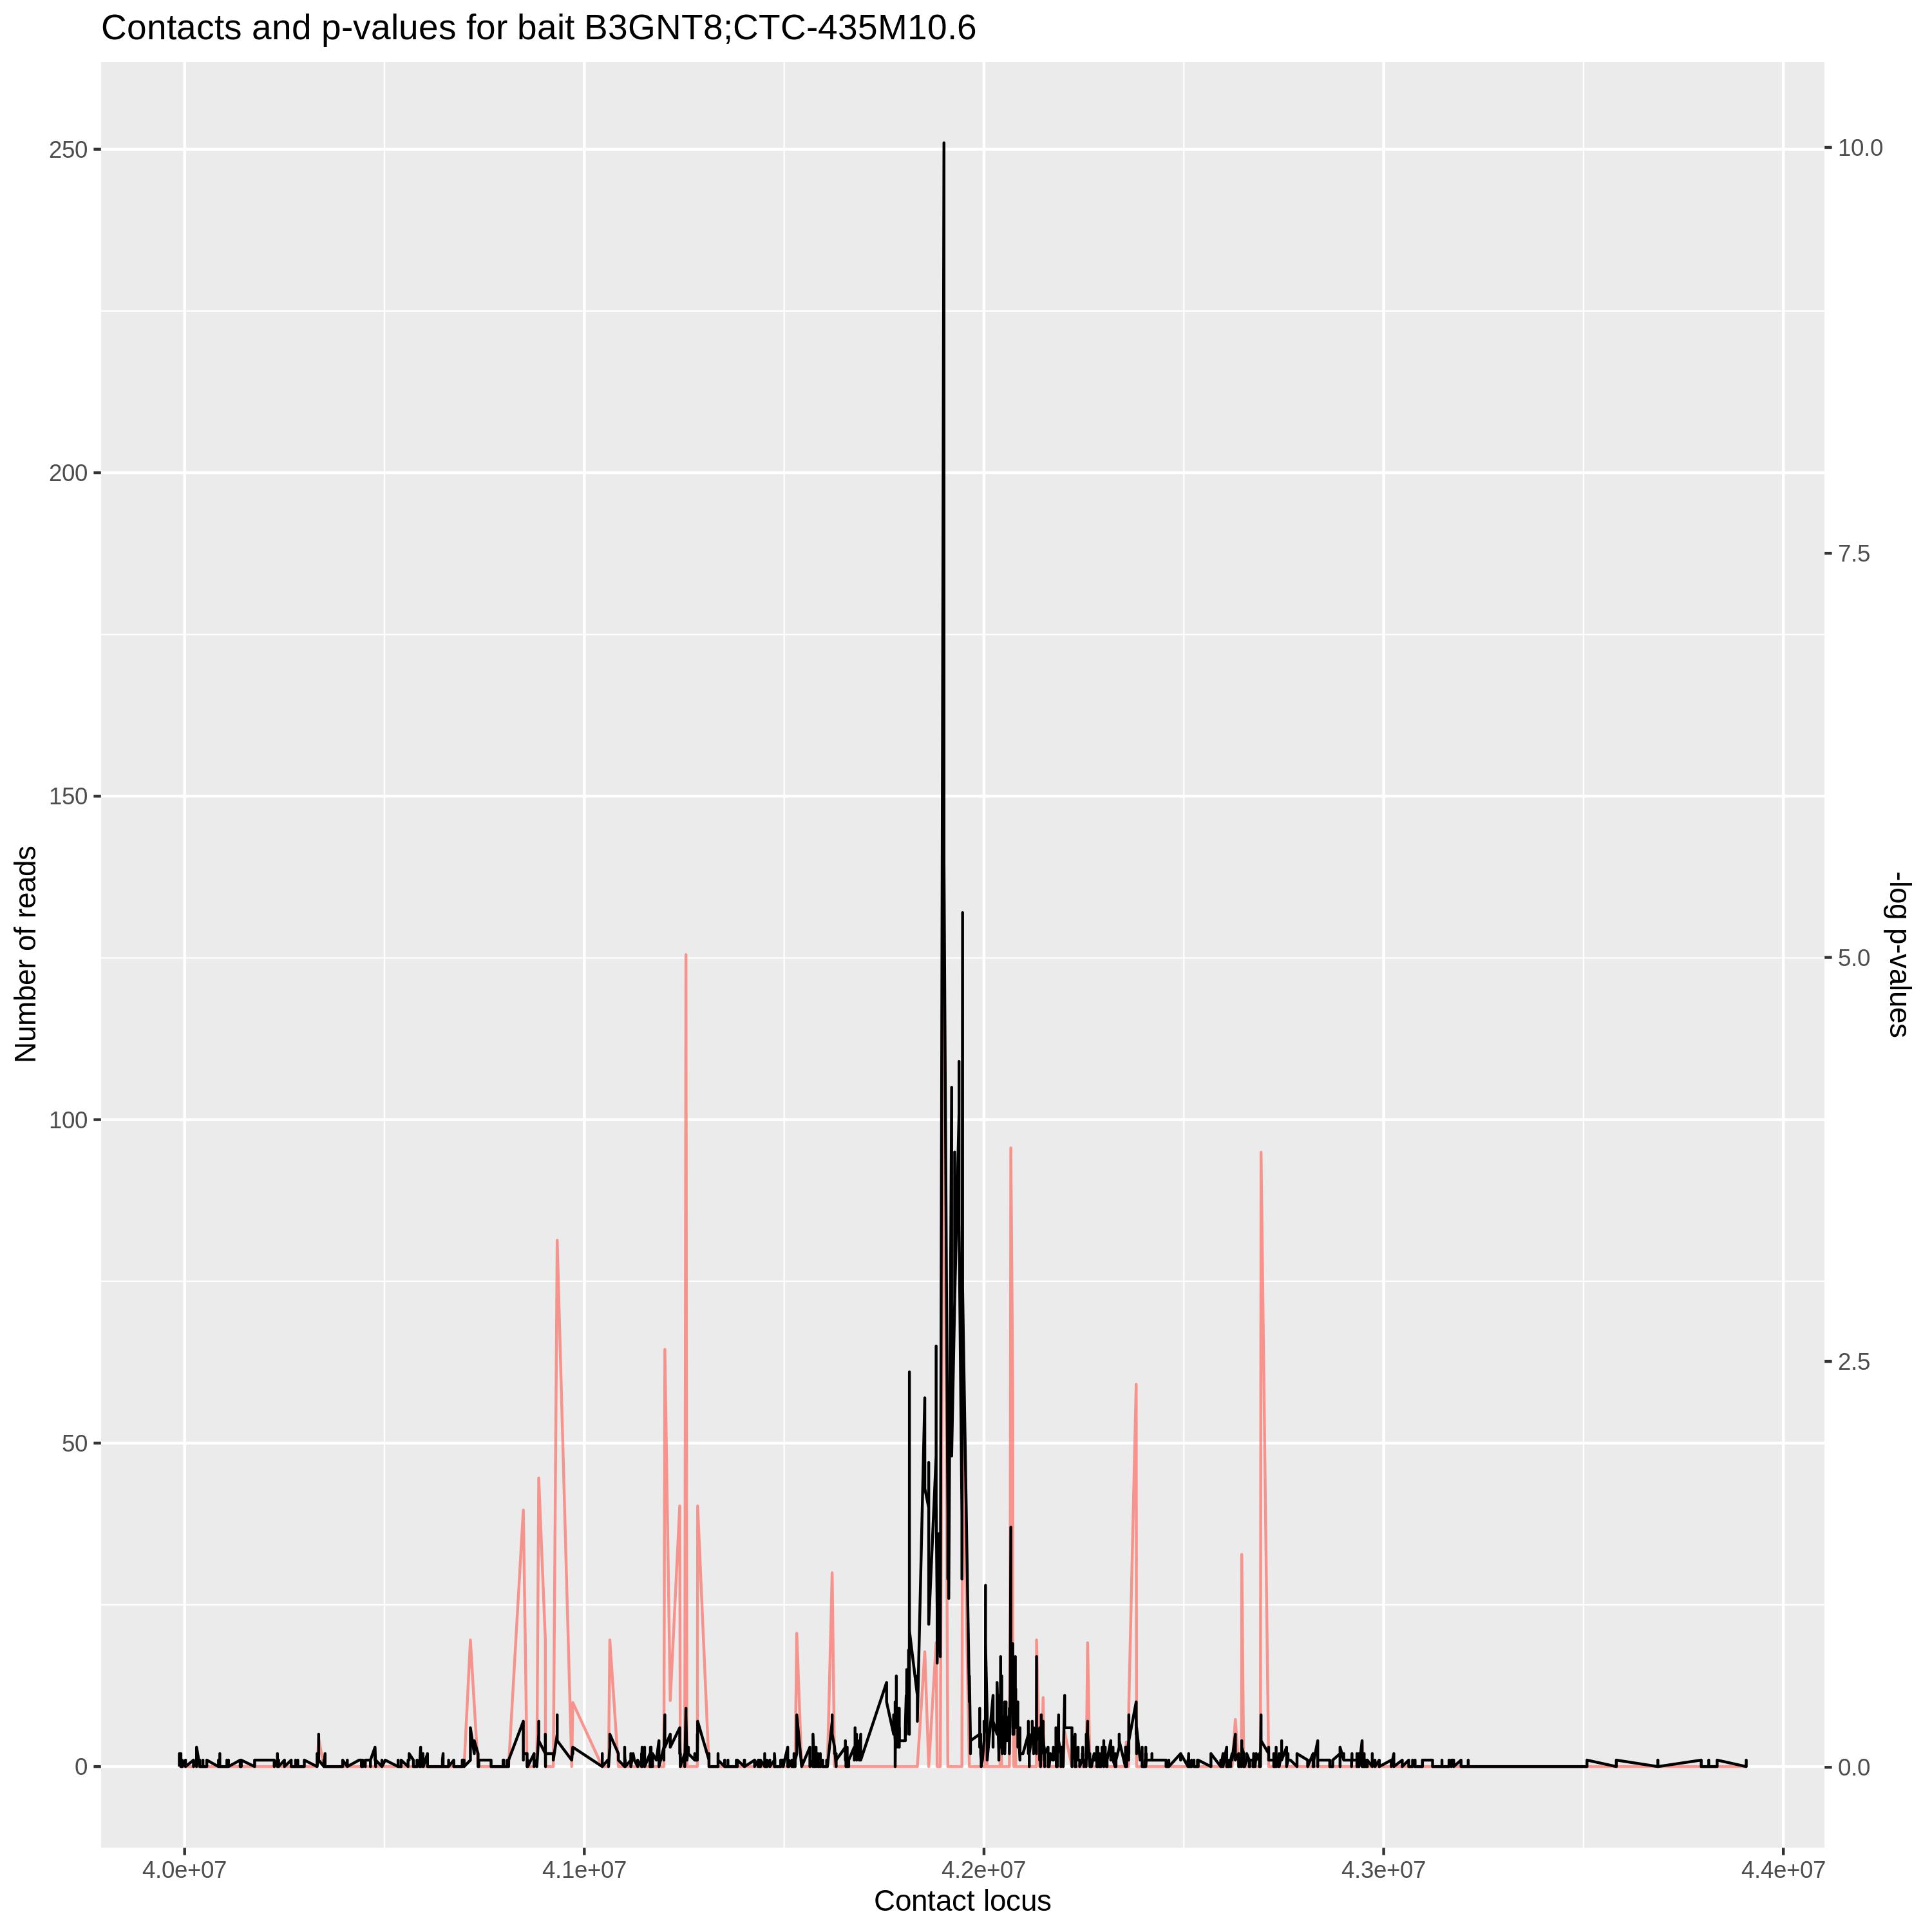 Contacts and p-values for bait B3GNT8;CTC-435M10.6
250
200
150
100
50
0
Number of reads
10.0
7.5
5.0
2.5
0.0
-log p-values
4.0e+07
4.1e+07
4.2e+07
4.3e+07
4.4e+07
Contact locus